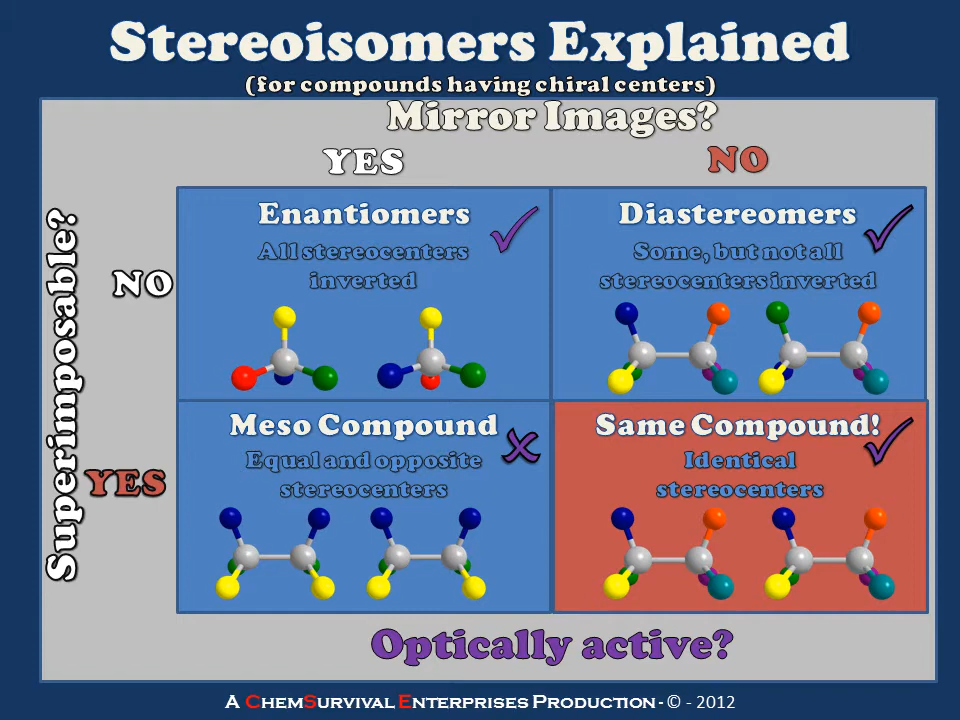 Stereoisomers Explained
(for compounds having chiral centers)
Mirror Images?
YES
NO
Superimposable?
NO
Enantiomers
All stereocenters
inverted
Diastereomers
Some, but not all
stereocenters inverted
YES
Meso Compound
Equal and opposite
stereocenters
Same Compound!
Identical
stereocenters
Optically active?
A ChemSurvival Enterprises Production - © - 2012